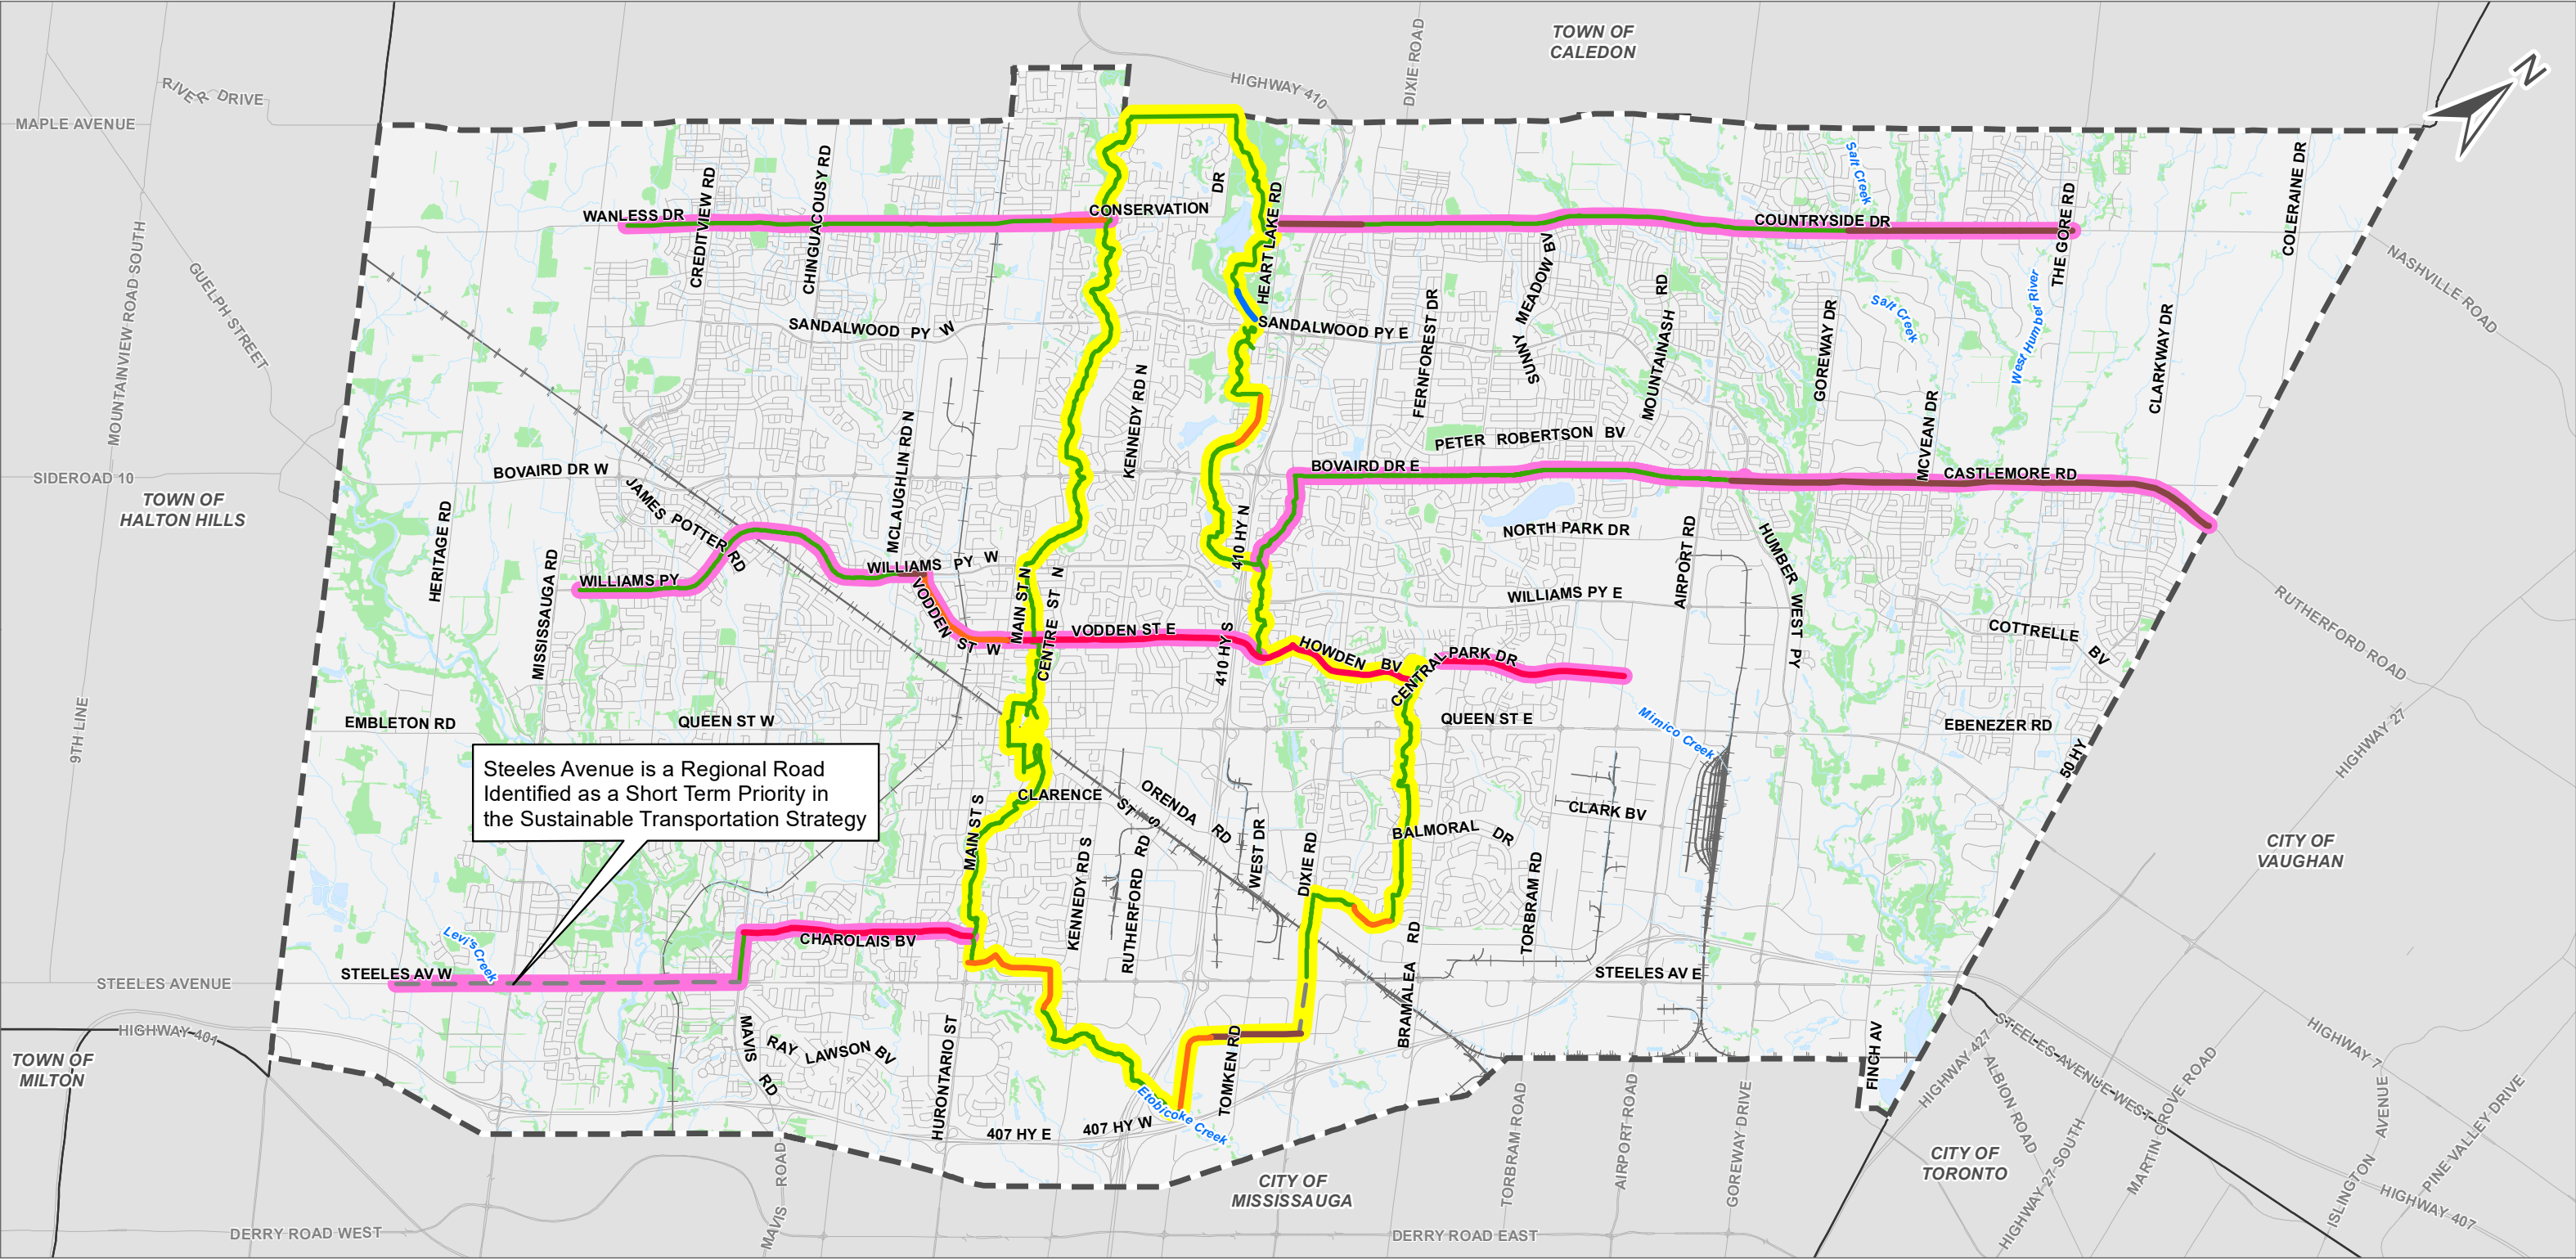 TOWN OF
CALEDON
N
HIGHWAY 410
DIXIE ROAD
RIVER DRIVE
MAPLE AVENUE
WANLESS DR
CREDITVIEW RD
CHINGUACOUSY RD
CONSERVATION
DR
HEART LAKE RD
COUNTRYSIDE DR
Salt Creek
THE GORE RD
COLERAINE DR
NASHVILLE ROAD
MOUNTAINVIEW ROAD SOUTH
GUELPH STREET
SANDALWOOD PY W
SANDALWOOD PY E
SUNNY MEADOW BV
MOUNTAINASH RD
GOREWAY DR
Salt Creek
West Humber River
CLARKWAY DR
KENNEDY RD N
FERNFOREST DR
MCVEAN DR
PETER ROBERTSON BV
SIDEROAD 10
BOVAIRD DR W
BOVAIRD DR E
CASTLEMORE RD
TOWN OF
HALTON HILLS
JAMES POTTER RD
MCLAUGHLIN RD N
410 HY N
NORTH PARK DR
HERITAGE RD
MISSISSAUGA RD
WILLIAMS PY
WILLIAMS PY W
WILLIAMS PY E
AIRPORT RD
HUMBER WEST PY
RUTHERFORD ROAD
VODDEN ST W
MAIN ST N
CENTRE ST N
VODDEN ST E
410 HY S
HOWDEN BV
CENTRAL PARK DR
COTTRELLE BV
9TH LINE
EMBLETON RD
QUEEN ST W
QUEEN ST E
Mimico Creek
EBENEZER RD
50 HY
HIGHWAY 27
Steeles Avenue is a Regional Road
Identified as a Short Term Priority in
the Sustainable Transportation Strategy
CLARENCE ST S
ORENDA RD
CLARK BV
BALMORAL DR
MAIN ST S
KENNEDY RD S
RUTHERFORD RD
WEST DR
DIXIE RD
TORBRAM RD
CITY OF
VAUGHAN
CHAROLAIS BV
Levi's Creek
STEELES AV W
STEELES AVENUE
STEELES AV E
BRAMALEA RD
HIGHWAY 401
TOWN OF
MILTON
MAVIS RD
RAY LAWSON BV
HURONTARIO ST
TOMKEN RD
Etobicoke Creek
407 HY E
407 HY W
FINCH AV
HIGHWAY 427
STEELES AVENUE WEST
ALBION ROAD
MARTIN GROVE ROAD
HIGHWAY 7
ISLINGTON AVENUE
PINE VALLEY DRIVE
HIGHWAY 27 SOUTH
HIGHWAY 407
CITY OF
TORONTO
CITY OF
MISSISSAUGA
TORBRAM ROAD
AIRPORT ROAD
GOREWAY DRIVE
MAVIS ROAD
DERRY ROAD WEST
DERRY ROAD EAST